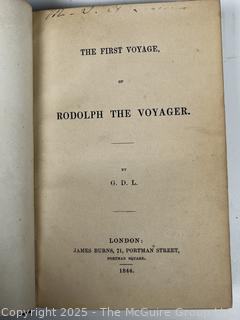 THE FIRST VOYAGE,
OF
RODOLPH THE VOYAGER.
BY
G. D. L.
LONDON:
JAMES BURNS, 17, PORTMAN STREET,
PORTMAN SQUARE.
1844.
Copyright 2025 - The McGuire Group, LLC